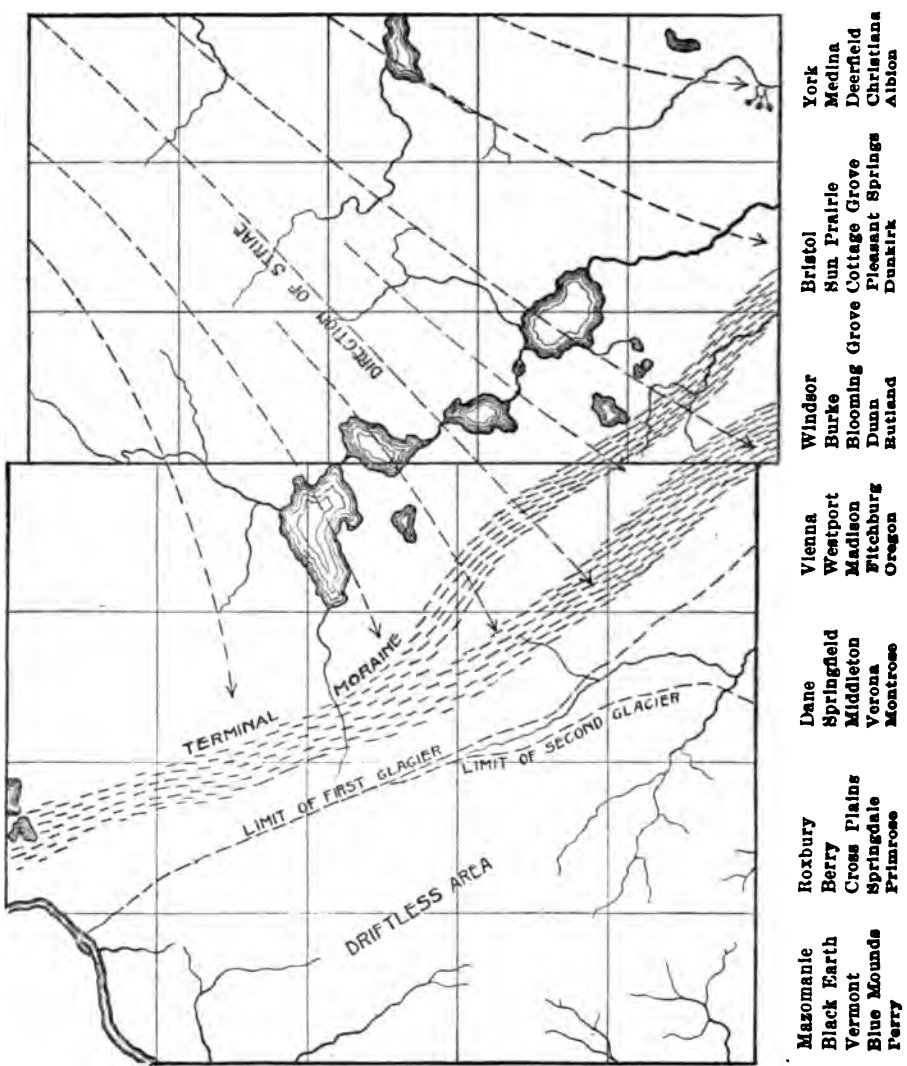 DIRECTION OF STRIAE
TERMINAL MORAINE
LIMIT OF FIRST GLACIER
LIMIT OF SECOND GLACIER
DRIFTLESS AREA
York
Medina
Deerfield
Christiana
Albion
Bristol
Sun Prairie
Cottage Grove
Pleasant Springs
Dunkirk
Windsor
Burke
Blooming Grove
Dunn
Rutland
Vienna
Westport
Madison
Fitchburg
Oregon
Dane
Springfield
Middleton
Verona
Montrose
Roxbury
Berry
Cross Plains
Springdale
Primrose
Mazomanie
Black Earth
Vermont
Blue Mounds
Perry